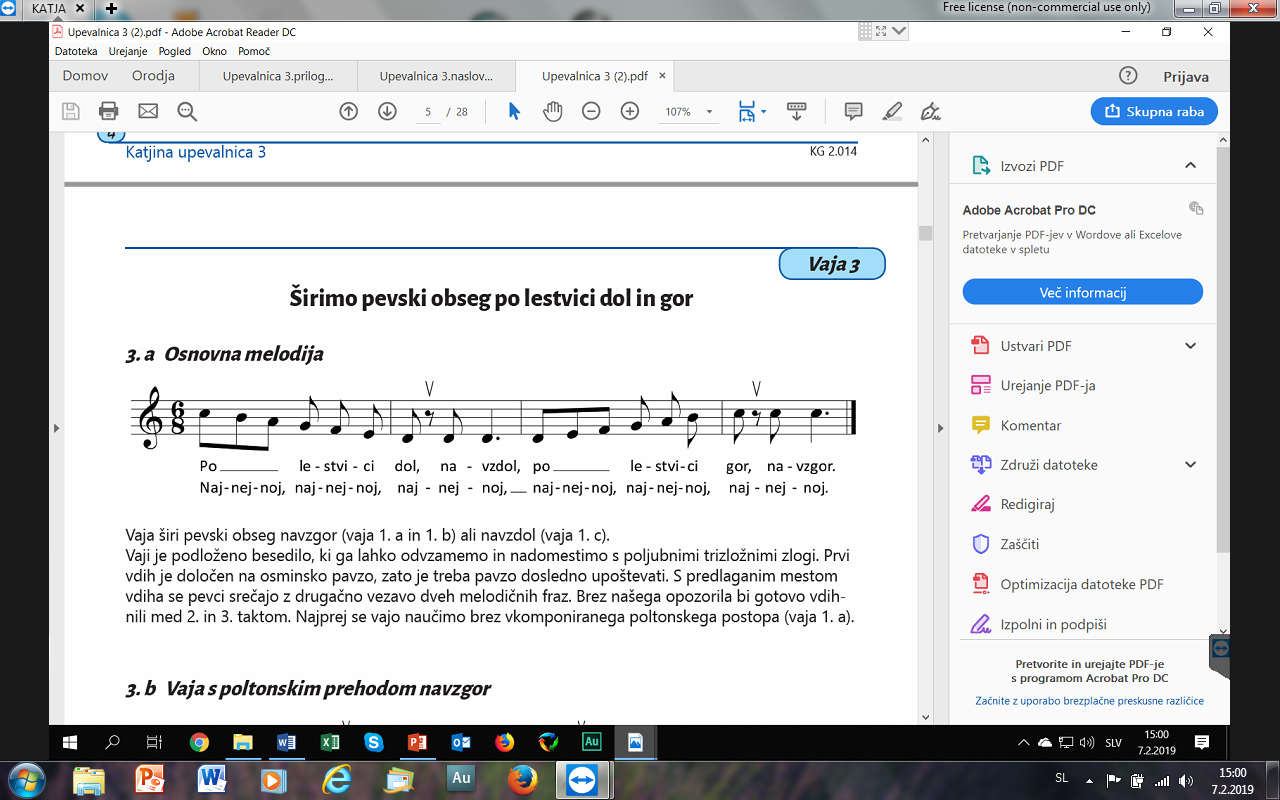 KATJA
Free license (non-commercial use only)
Upevalnica 3 (2).pdf - Adobe Acrobat Reader DC
Datoteka Urejanje Pogled Okno Pomoč
Domov Orodja Upevalnica 3.prilog... Upevalnica 3.naslov... Upevalnica 3 (2).pdf Prijava
5 / 28 107% Skupna raba
4
Katjina upevalnica 3 KG 2.014
Vaja 3
Širimo pevski obseg po lestvici dol in gor
3. a Osnovna melodija
6
8
Po ________ le - stvi - ci dol, na - vzdol, po ________ le - stvi - ci gor, na - vzgor.
Naj-nej-noj, naj-nej-noj, naj - nej - noj, __ naj-nej-noj, naj-nej-noj, naj - nej - noj.
Vaja širi pevski obseg navzgor (vaja 1. a in 1. b) ali navzdol (vaja 1. c).
Vaji je podloženo besedilo, ki ga lahko odvzamemo in nadomestimo s poljubnimi trizložnimi zlogi. Prvi
vdih je določen na osminsko pavzo, zato je treba pavzo dosledno upoštevati. S predlaganim mestom
vdiha se pevci srečajo z drugačno vezavo dveh melodičnih fraz. Brez našega opozorila bi gotovo vdih-
nili med 2. in 3. taktom. Najprej se vajo naučimo brez vkomponiranega poltonskega postopa (vaja 1. a).
3. b Vaja s poltonskim prehodom navzgor
Izvozi PDF
Adobe Acrobat Pro DC
Pretvarjanje PDF-jev v Wordove ali Excelove
datoteke v spletu
Več informacij
Ustvari PDF
Urejanje PDF-ja
Komentar
Združi datoteke
Redigiraj
Zaščiti
Optimizacija datoteke PDF
Izpolni in podpiši
Pretvorite in urejajte PDF-je
s programom Acrobat Pro DC
Začnite z uporabo brezplačne preskusne različice
Au
SLV
15:00
7.2.2019
Au
SL
15:00
7.2.2019